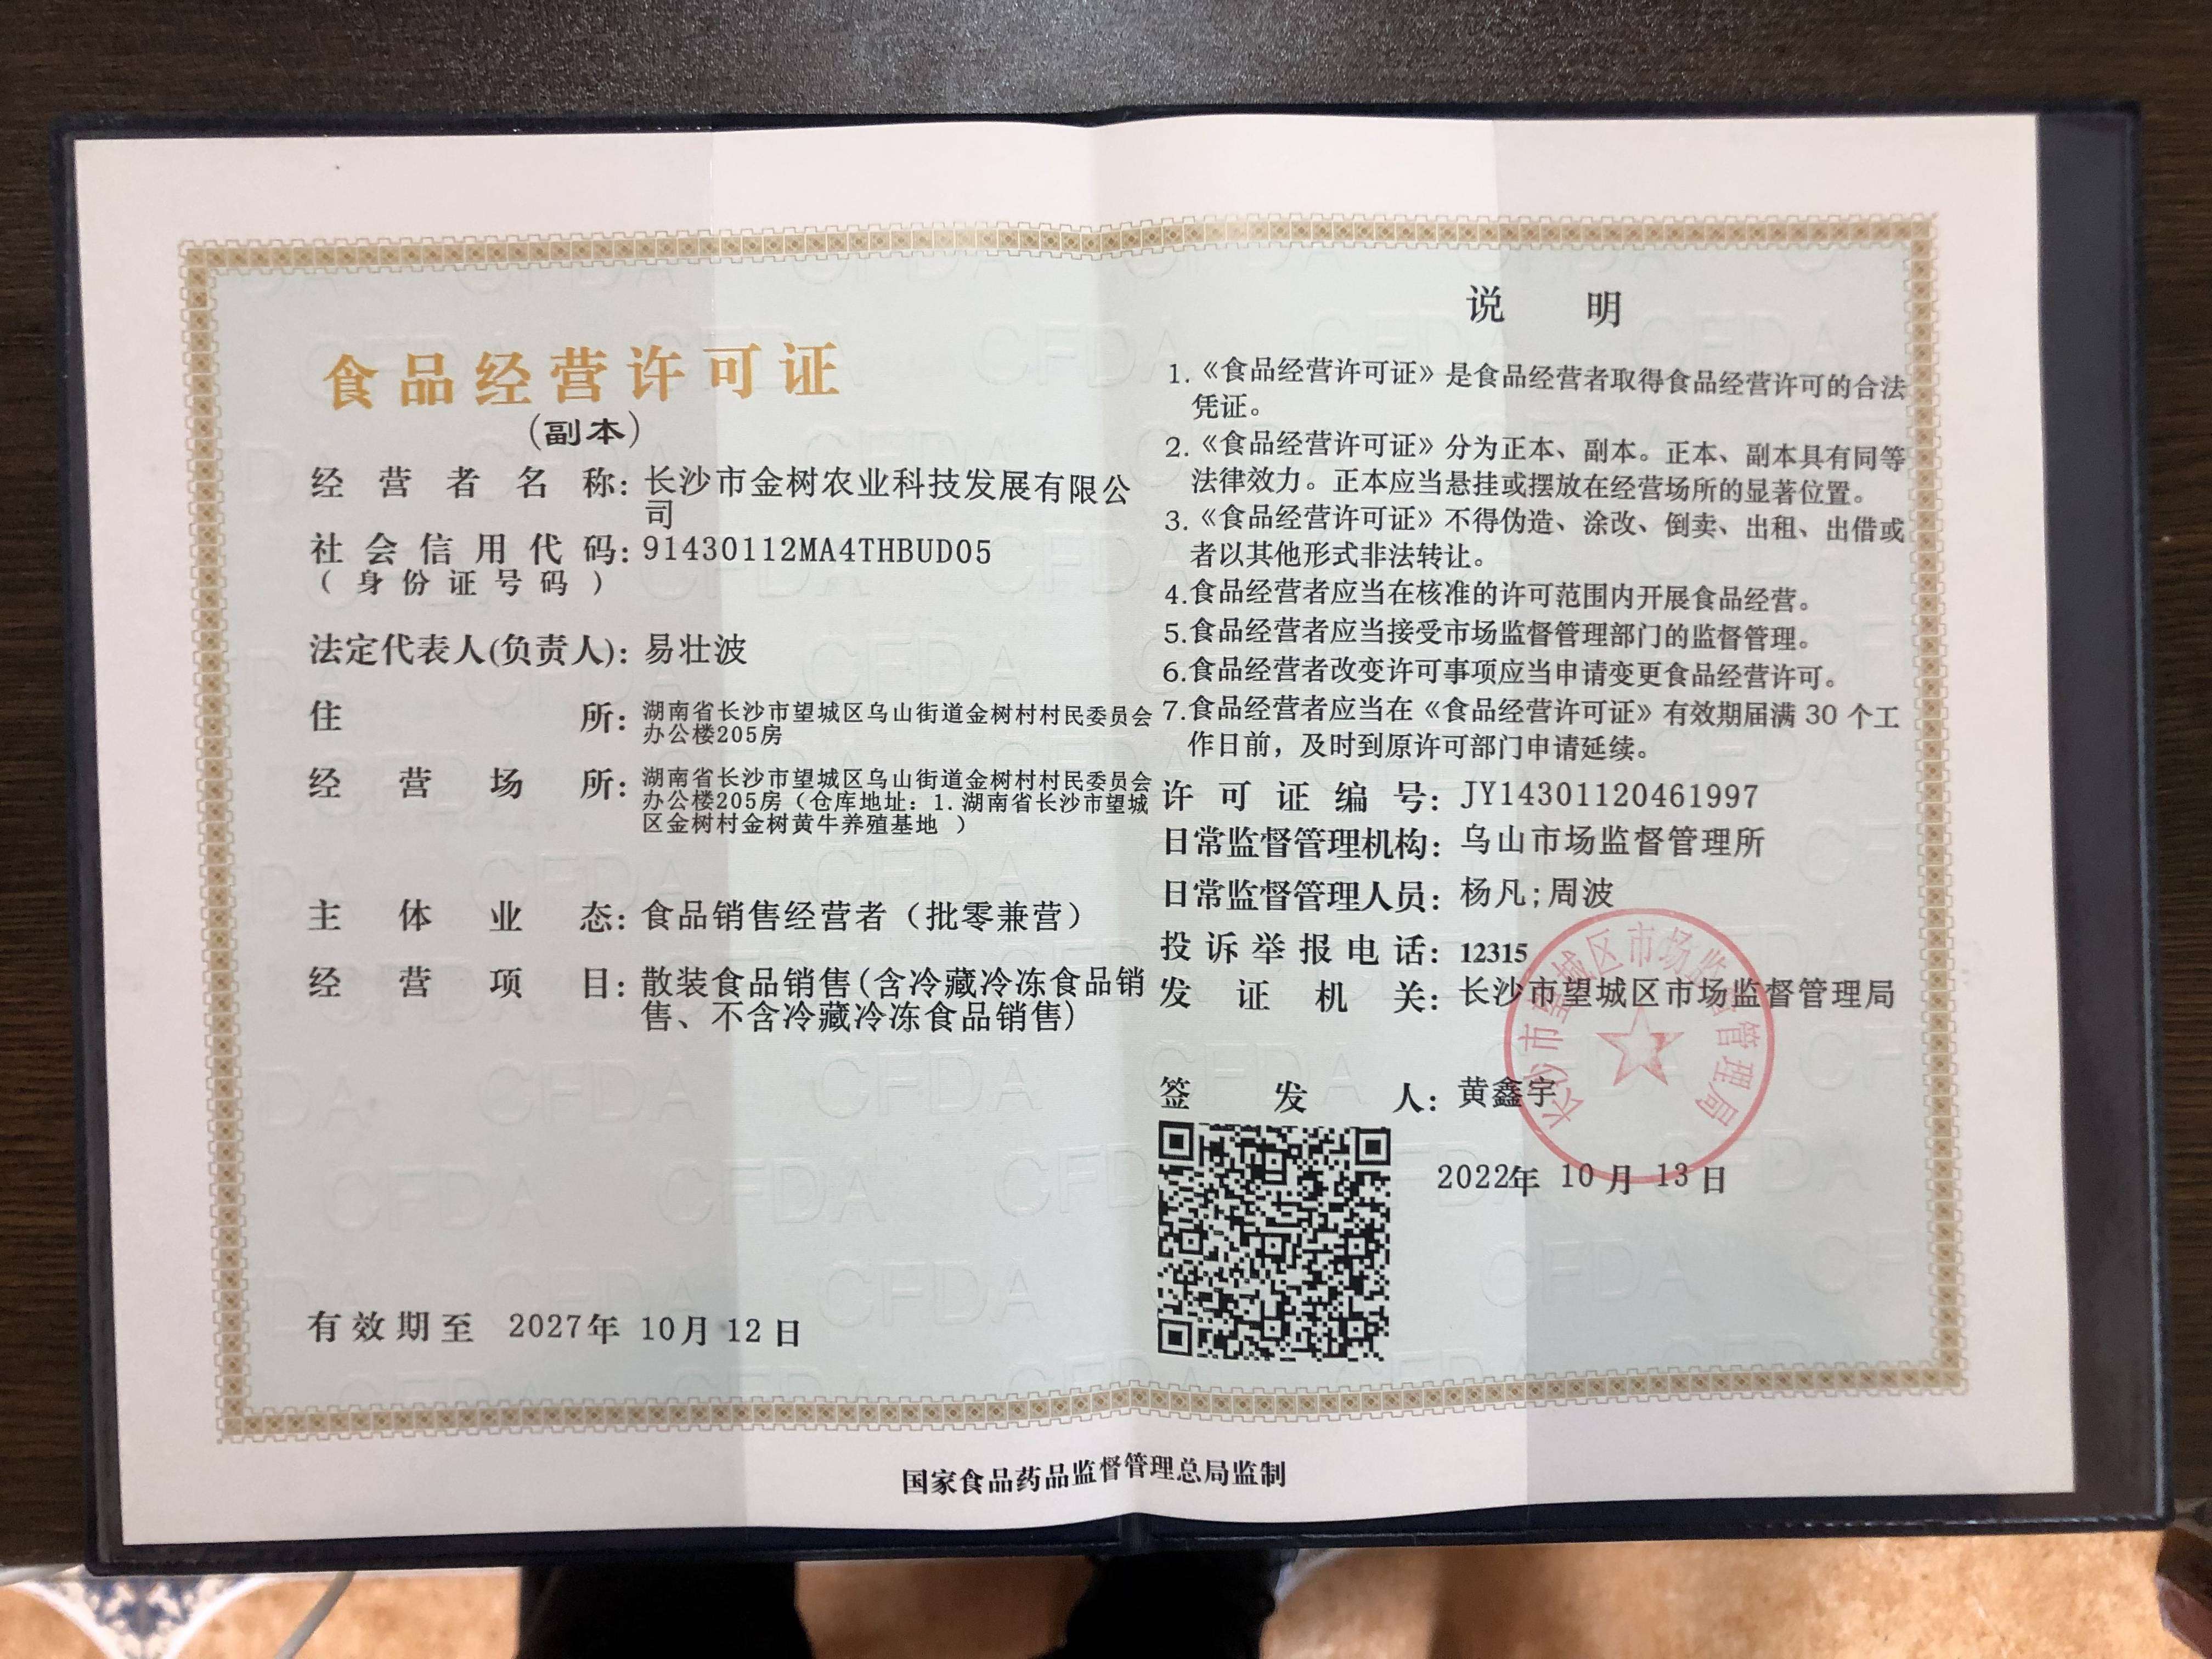 食品经营许可证
(副本)
经营者名称：长沙市金树农业科技发展有限公
司
社会信用代码：91430112MA4THBUD05
（身份证号码）
法定代表人(负责人)：易壮波
住所：湖南省长沙市望城区乌山街道金树村村民委员会
办公楼205房
经营场所：湖南省长沙市望城区乌山街道金树村村民委员会
办公楼205房（仓库地址：1.湖南省长沙市望城
区金树村金树黄牛养殖基地 ）
主体业态：食品销售经营者（批零兼营）
经营项目：散装食品销售(含冷藏冷冻食品销
售、不含冷藏冷冻食品销售)
有效期至 2027年 10月 12日
说明
1.《食品经营许可证》是食品经营者取得食品经营许可的合法
凭证。
2.《食品经营许可证》分为正本、副本。正本、副本具有同等
法律效力。正本应当悬挂或摆放在经营场所的显著位置。
3.《食品经营许可证》不得伪造、涂改、倒卖、出租、出借或
者以其他形式非法转让。
4.食品经营者应当在核准的许可范围内开展食品经营。
5.食品经营者应当接受市场监督管理部门的监督管理。
6.食品经营者改变许可事项应当申请变更食品经营许可。
7.食品经营者应当在《食品经营许可证》有效期届满 30 个工
作日前，及时到原许可部门申请延续。
许可证编号：JY14301120461997
日常监督管理机构：乌山市场监督管理所
日常监督管理人员：杨凡;周波
投诉举报电话：12315
发证机关：长沙市望城区市场监督管理局
签发人：黄鑫宇
长沙市望城区市场监督管理局
2022年 10月 13日
国家食品药品监督管理总局监制